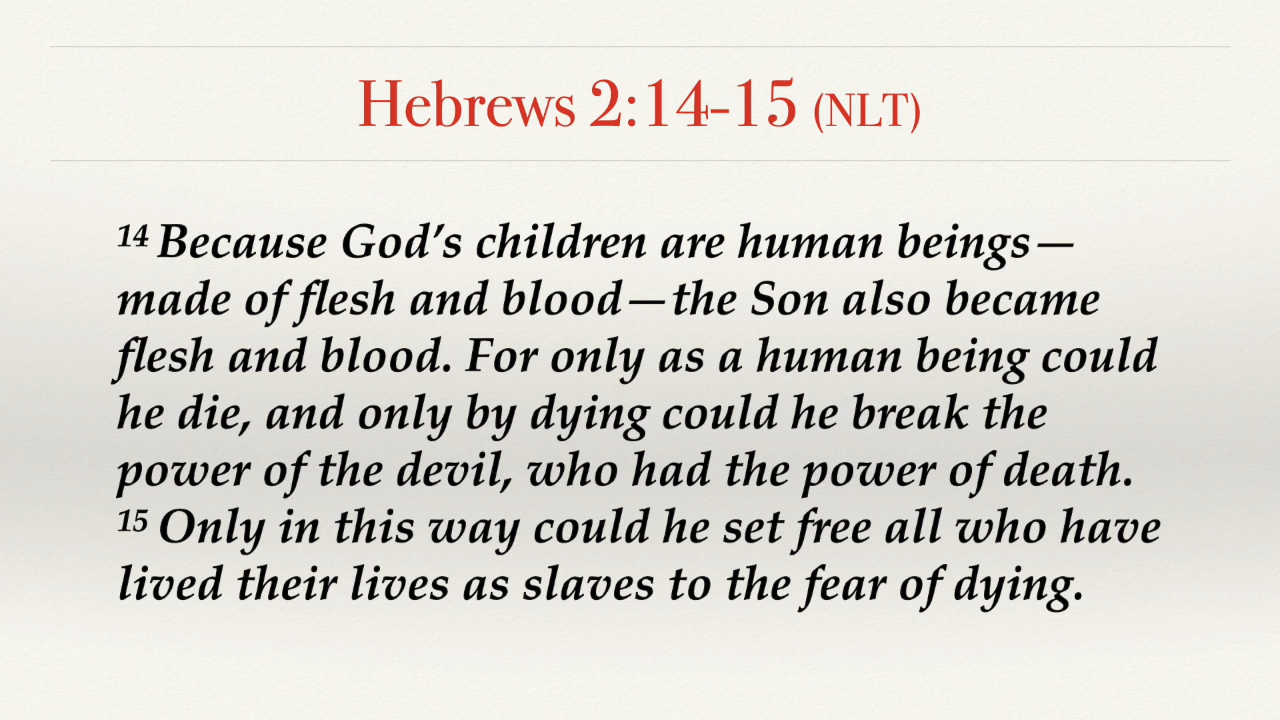 Hebrews 2:14-15 (NLT)
14 Because God’s children are human beings—
made of flesh and blood—the Son also became
flesh and blood. For only as a human being could
he die, and only by dying could he break the
power of the devil, who had the power of death.
15 Only in this way could he set free all who have
lived their lives as slaves to the fear of dying.